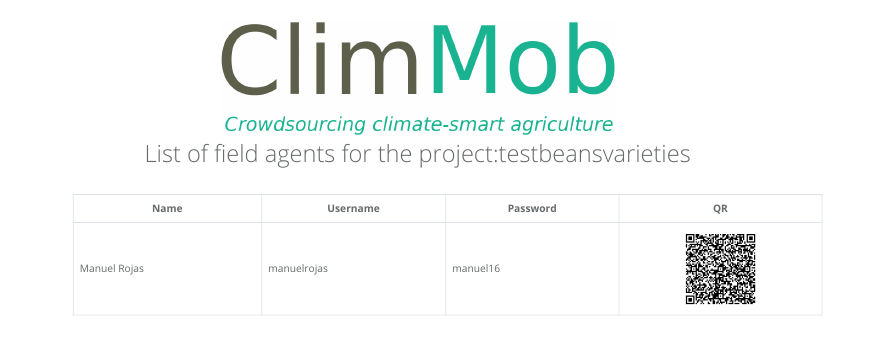 ClimMob
Crowdsourcing climate-smart agriculture
List of field agents for the project:testbeansvarieties
Name Username Password QR
Manuel Rojas manuelrojas manuel16